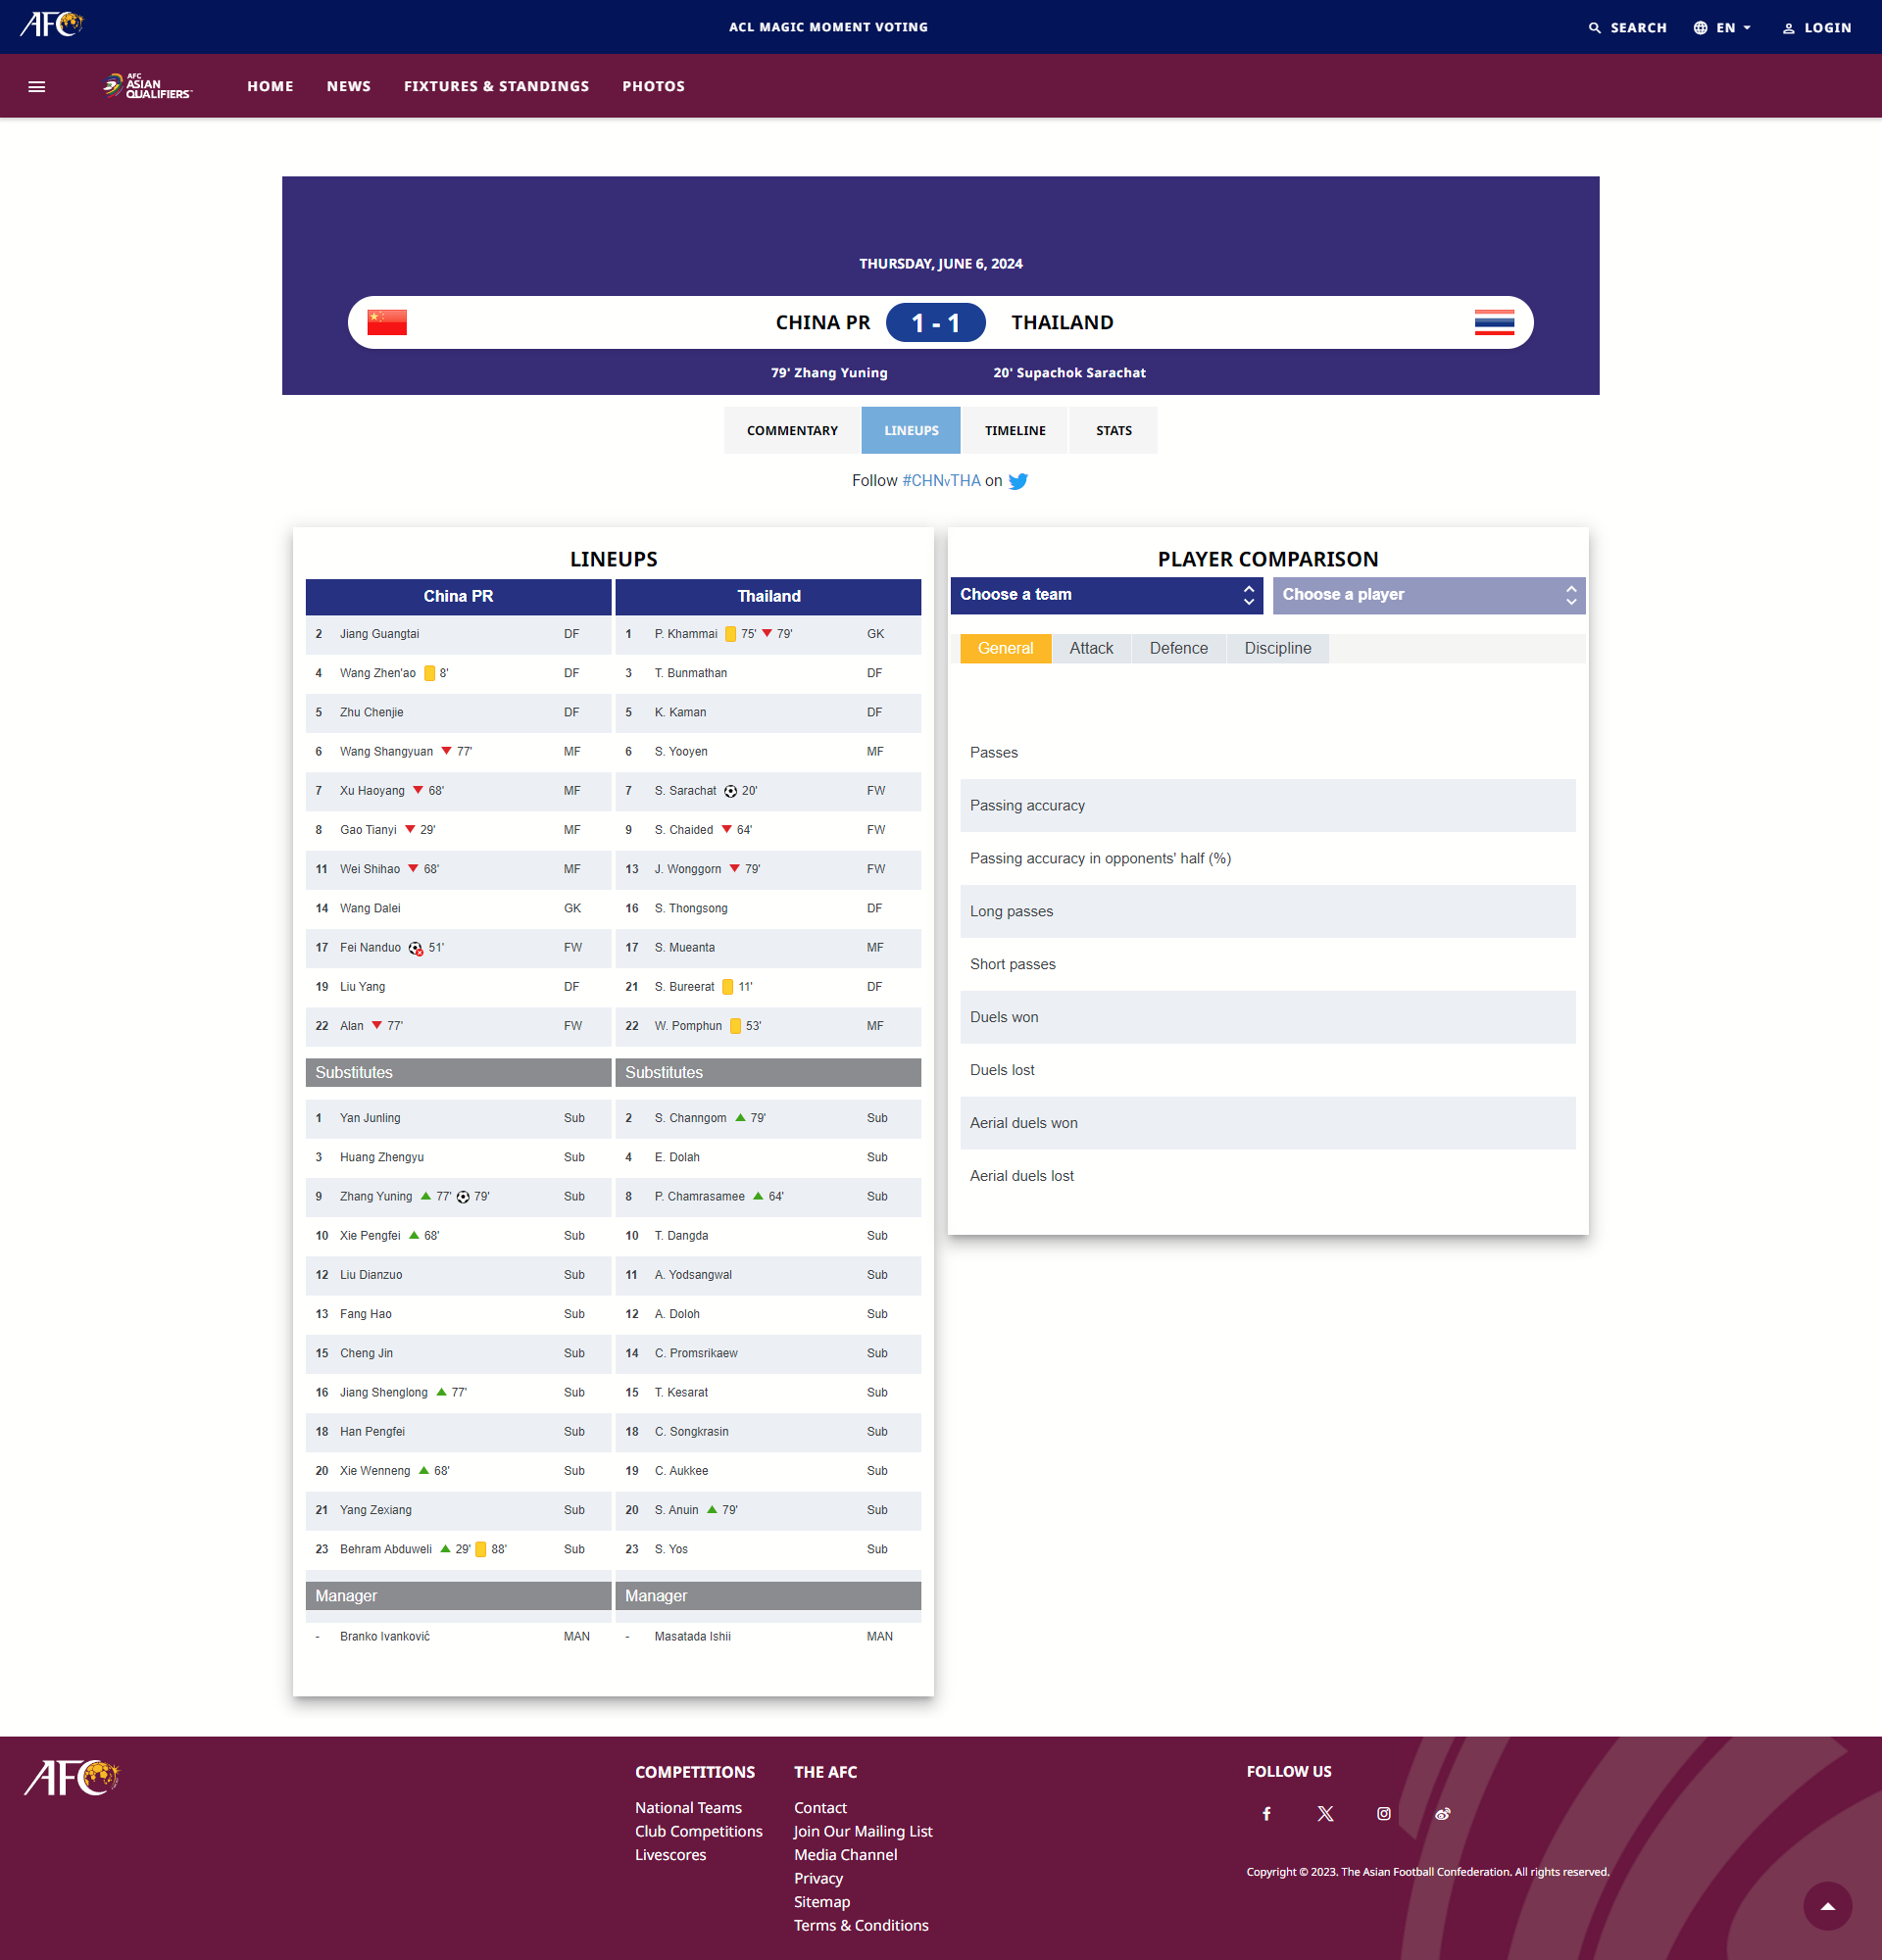 AFC
ACL MAGIC MOMENT VOTING
SEARCH
EN
LOGIN
AFC
ASIAN
QUALIFIERS
HOME
NEWS
FIXTURES & STANDINGS
PHOTOS
THURSDAY, JUNE 6, 2024
CHINA PR 1 - 1 THAILAND
79' Zhang Yuning
20' Supachok Sarachat
COMMENTARY
LINEUPS
TIMELINE
STATS
Follow #CHNvTHA on
LINEUPS
China PR
2 Jiang Guangtai DF
4 Wang Zhen'ao 8' DF
5 Zhu Chenjie DF
6 Wang Shangyuan 77' MF
7 Xu Haoyang 68' MF
8 Gao Tianyi 29' MF
11 Wei Shihao 68' MF
14 Wang Dalei GK
17 Fei Nanduo 51' FW
19 Liu Yang DF
22 Alan 77' FW
Substitutes
1 Yan Junling Sub
3 Huang Zhengyu Sub
9 Zhang Yuning 77' 79' Sub
10 Xie Pengfei 68' Sub
12 Liu Dianzuo Sub
13 Fang Hao Sub
15 Cheng Jin Sub
16 Jiang Shenglong 77' Sub
18 Han Pengfei Sub
20 Xie Wenneng 68' Sub
21 Yang Zexiang Sub
23 Behram Abduweli 29' 88' Sub
Manager
- Branko Ivanković MAN
Thailand
1 P. Khammai 75' 79' GK
3 T. Bunmathan DF
5 K. Kaman DF
6 S. Yooyen MF
7 S. Sarachat 20' FW
9 S. Chaided 64' FW
13 J. Wonggorn 79' FW
16 S. Thongsong DF
17 S. Mueanta MF
21 S. Bureerat 11' DF
22 W. Pomphun 53' MF
Substitutes
2 S. Channgom 79' Sub
4 E. Dolah Sub
8 P. Chamrasamee 64' Sub
10 T. Dangda Sub
11 A. Yodsangwal Sub
12 A. Doloh Sub
14 C. Promsrikaew Sub
15 T. Kesarat Sub
18 C. Songkrasin Sub
19 C. Aukkee Sub
20 S. Anuin 79' Sub
23 S. Yos Sub
Manager
- Masatada Ishii MAN
PLAYER COMPARISON
Choose a team
Choose a player
General
Attack
Defence
Discipline
Passes
Passing accuracy
Passing accuracy in opponents' half (%)
Long passes
Short passes
Duels won
Duels lost
Aerial duels won
Aerial duels lost
AFC
COMPETITIONS
National Teams
Club Competitions
Livescores
THE AFC
Contact
Join Our Mailing List
Media Channel
Privacy
Sitemap
Terms & Conditions
FOLLOW US
Copyright © 2023. The Asian Football Confederation. All rights reserved.